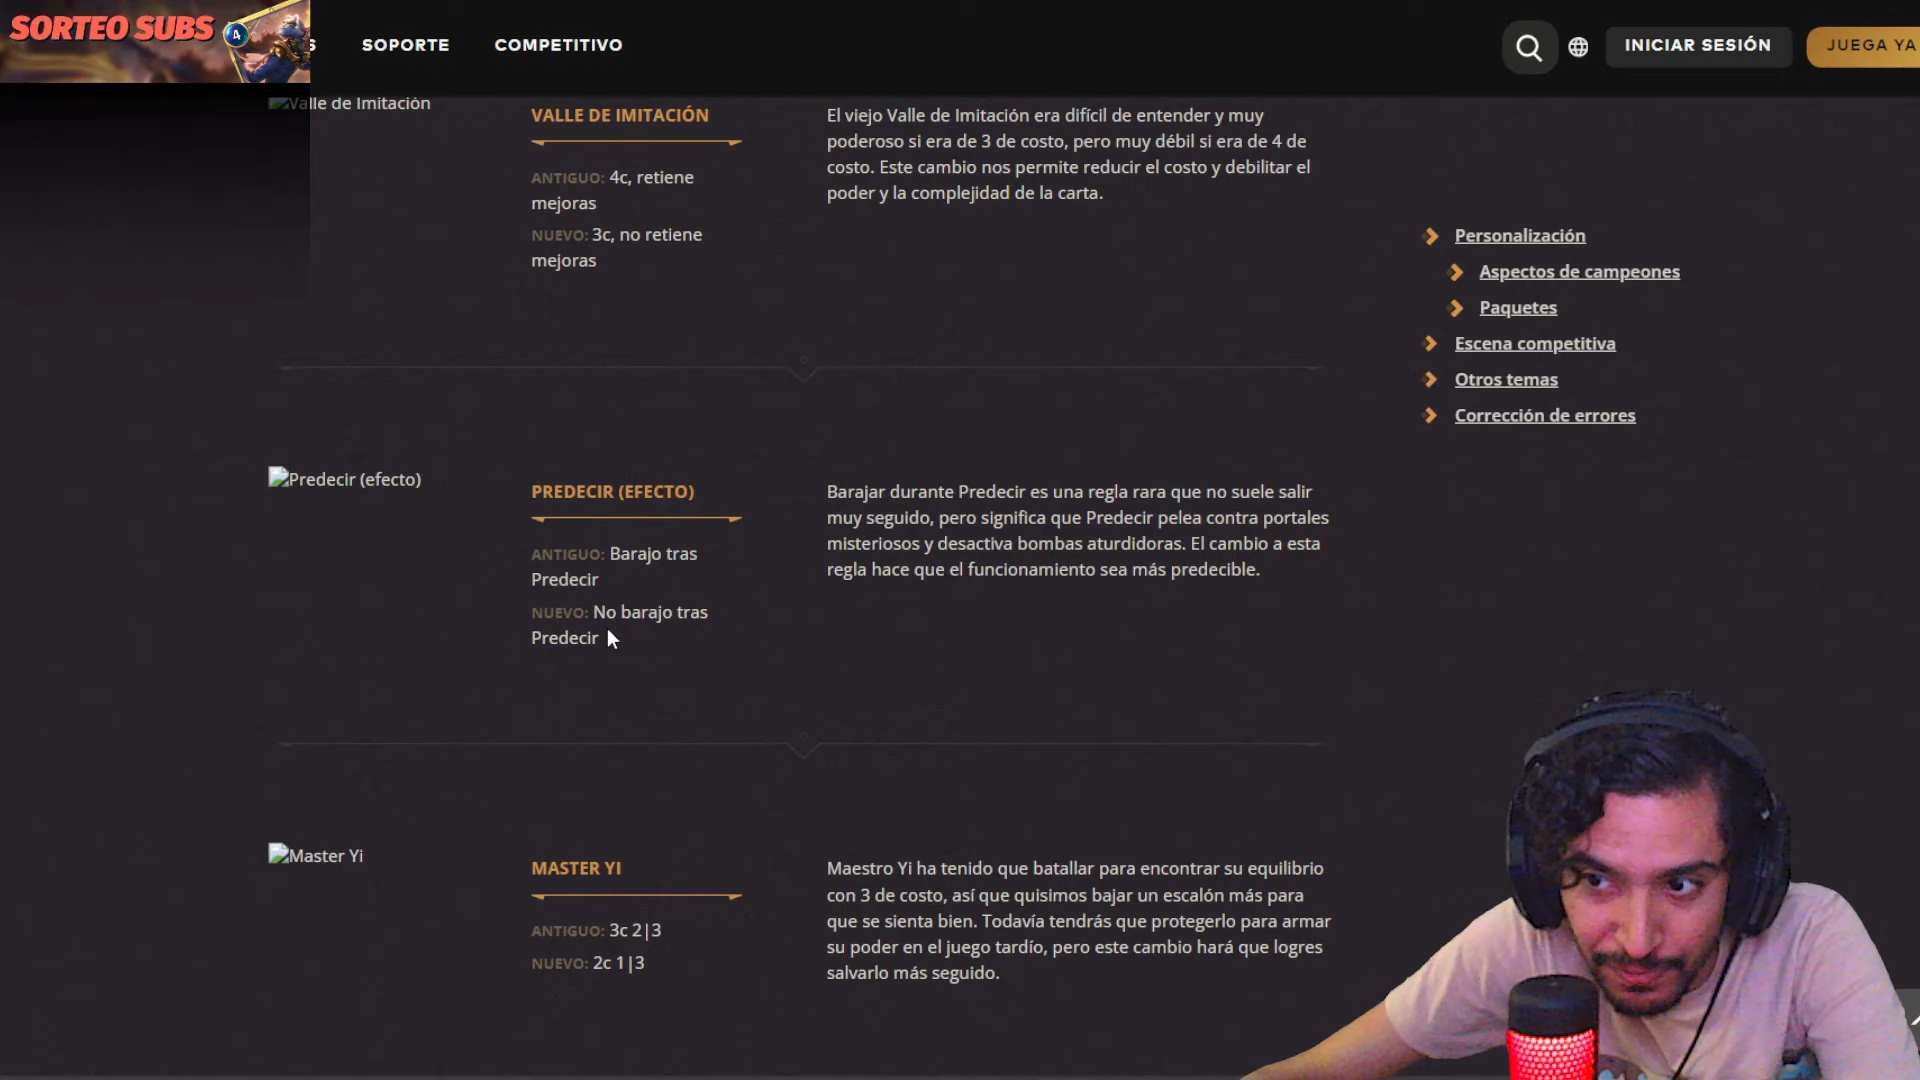 SORTEO SUBS
4
S
SOPORTE
COMPETITIVO
INICIAR SESIÓN
JUEGA YA
Valle de Imitación
VALLE DE IMITACIÓN
ANTIGUO: 4c, retiene
mejoras
NUEVO: 3c, no retiene
mejoras
El viejo Valle de Imitación era difícil de entender y muy
poderoso si era de 3 de costo, pero muy débil si era de 4 de
costo. Este cambio nos permite reducir el costo y debilitar el
poder y la complejidad de la carta.
Personalización
Aspectos de campeones
Paquetes
Escena competitiva
Otros temas
Corrección de errores
Predecir (efecto)
PREDECIR (EFECTO)
ANTIGUO: Barajo tras
Predecir
NUEVO: No barajo tras
Predecir
Barajar durante Predecir es una regla rara que no suele salir
muy seguido, pero significa que Predecir pelea contra portales
misteriosos y desactiva bombas aturdidoras. El cambio a esta
regla hace que el funcionamiento sea más predecible.
Master Yi
MASTER YI
ANTIGUO: 3c 2|3
NUEVO: 2c 1|3
Maestro Yi ha tenido que batallar para encontrar su equilibrio
con 3 de costo, así que quisimos bajar un escalón más para
que se sienta bien. Todavía tendrás que protegerlo para armar
su poder en el juego tardío, pero este cambio hará que logres
salvarlo más seguido.